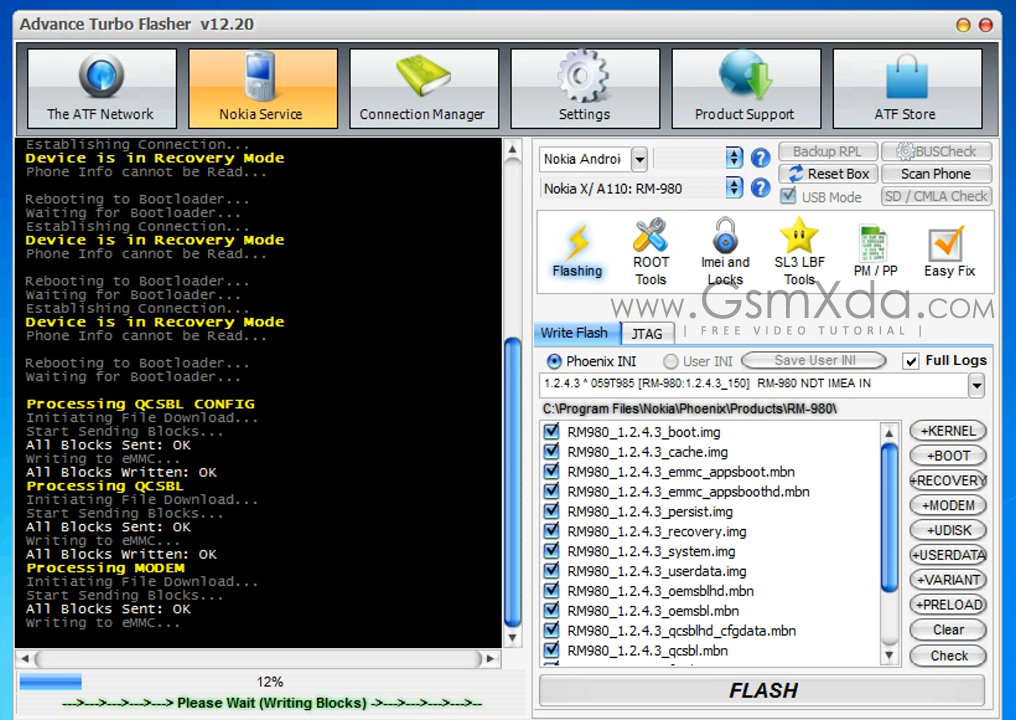 Advance Turbo Flasher v12.20
The ATF Network
Nokia Service
Connection Manager
Settings
Product Support
ATF Store
Establishing Connection...
Device is in Recovery Mode
Phone Info cannot be Read...
Rebooting to Bootloader...
Waiting for Bootloader...
Establishing Connection...
Device is in Recovery Mode
Phone Info cannot be Read...
Rebooting to Bootloader...
Waiting for Bootloader...
Establishing Connection...
Device is in Recovery Mode
Phone Info cannot be Read...
Rebooting to Bootloader...
Waiting for Bootloader...
Processing QCSBL CONFIG
Initiating File Download...
Start Sending Blocks...
All Blocks Sent: OK
Writing to eMMC...
All Blocks Written: OK
Processing QCSBL
Initiating File Download...
Start Sending Blocks...
All Blocks Sent: OK
Writing to eMMC...
All Blocks Written: OK
Processing MODEM
Initiating File Download...
Start Sending Blocks...
All Blocks Sent: OK
Writing to eMMC...
12%
--->--->--->--->---> Please Wait (Writing Blocks) ->--->--->--->--->--
Nokia Androi
Backup RPL
BUSCheck
Reset Box
Scan Phone
Nokia X/ A110: RM-980
USB Mode
SD / CMLA Check
Flashing
ROOT
Tools
Imei and
Locks
SL3 LBF
Tools
PM / PP
Easy Fix
www.GsmXda.com
| FREE VIDEO TUTORIAL |
Write Flash
JTAG
Phoenix INI
User INI
Save User INI
Full Logs
1.2.4.3 * 059T985 [RM-980:1.2.4.3_150] RM-980 NDT IMEA IN
C:\Program Files\Nokia\Phoenix\Products\RM-980\
RM980_1.2.4.3_boot.img
RM980_1.2.4.3_cache.img
RM980_1.2.4.3_emmc_appsboot.mbn
RM980_1.2.4.3_emmc_appsboothd.mbn
RM980_1.2.4.3_persist.img
RM980_1.2.4.3_recovery.img
RM980_1.2.4.3_system.img
RM980_1.2.4.3_userdata.img
RM980_1.2.4.3_oemsblhd.mbn
RM980_1.2.4.3_oemsbl.mbn
RM980_1.2.4.3_qcsblhd_cfgdata.mbn
RM980_1.2.4.3_qcsbl.mbn
+KERNEL
+BOOT
+RECOVERY
+MODEM
+UDISK
+USERDATA
+VARIANT
+PRELOAD
Clear
Check
FLASH